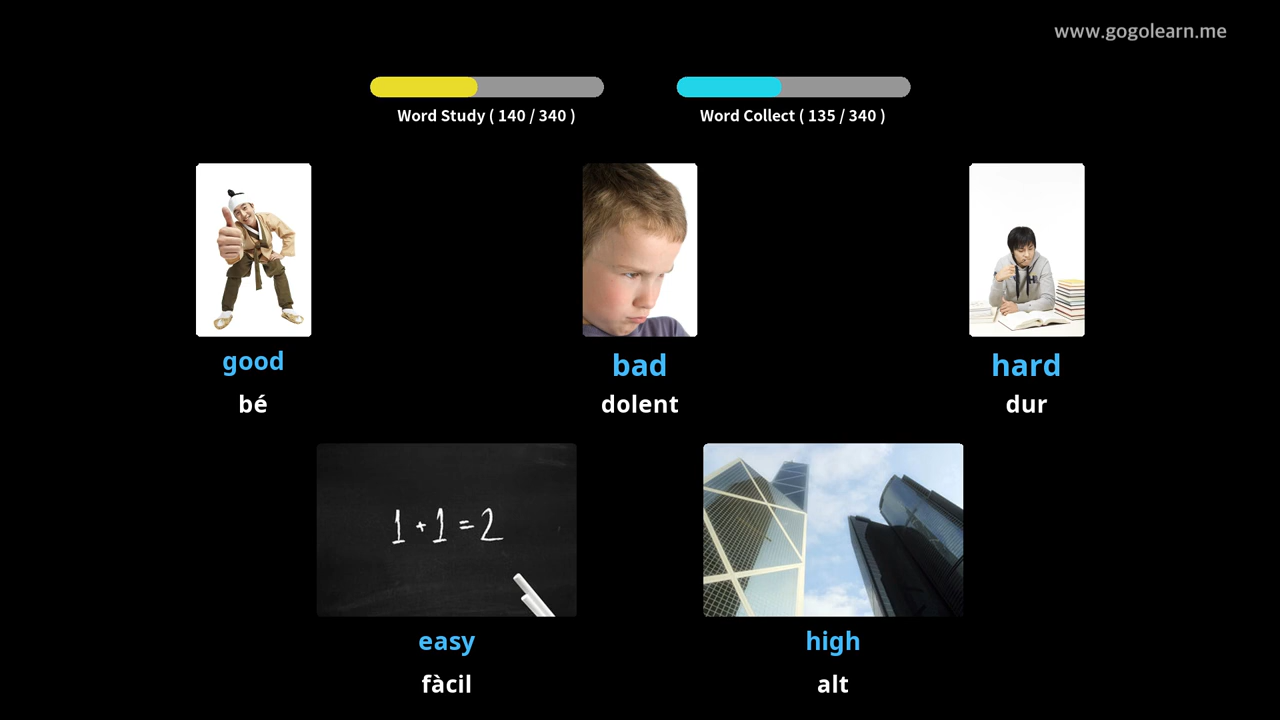 www.gogolearn.me
Word Study ( 140 / 340 )
Word Collect ( 135 / 340 )
good
bad
hard
bé
dolent
dur
1 + 1 = 2
easy
high
fàcil
alt